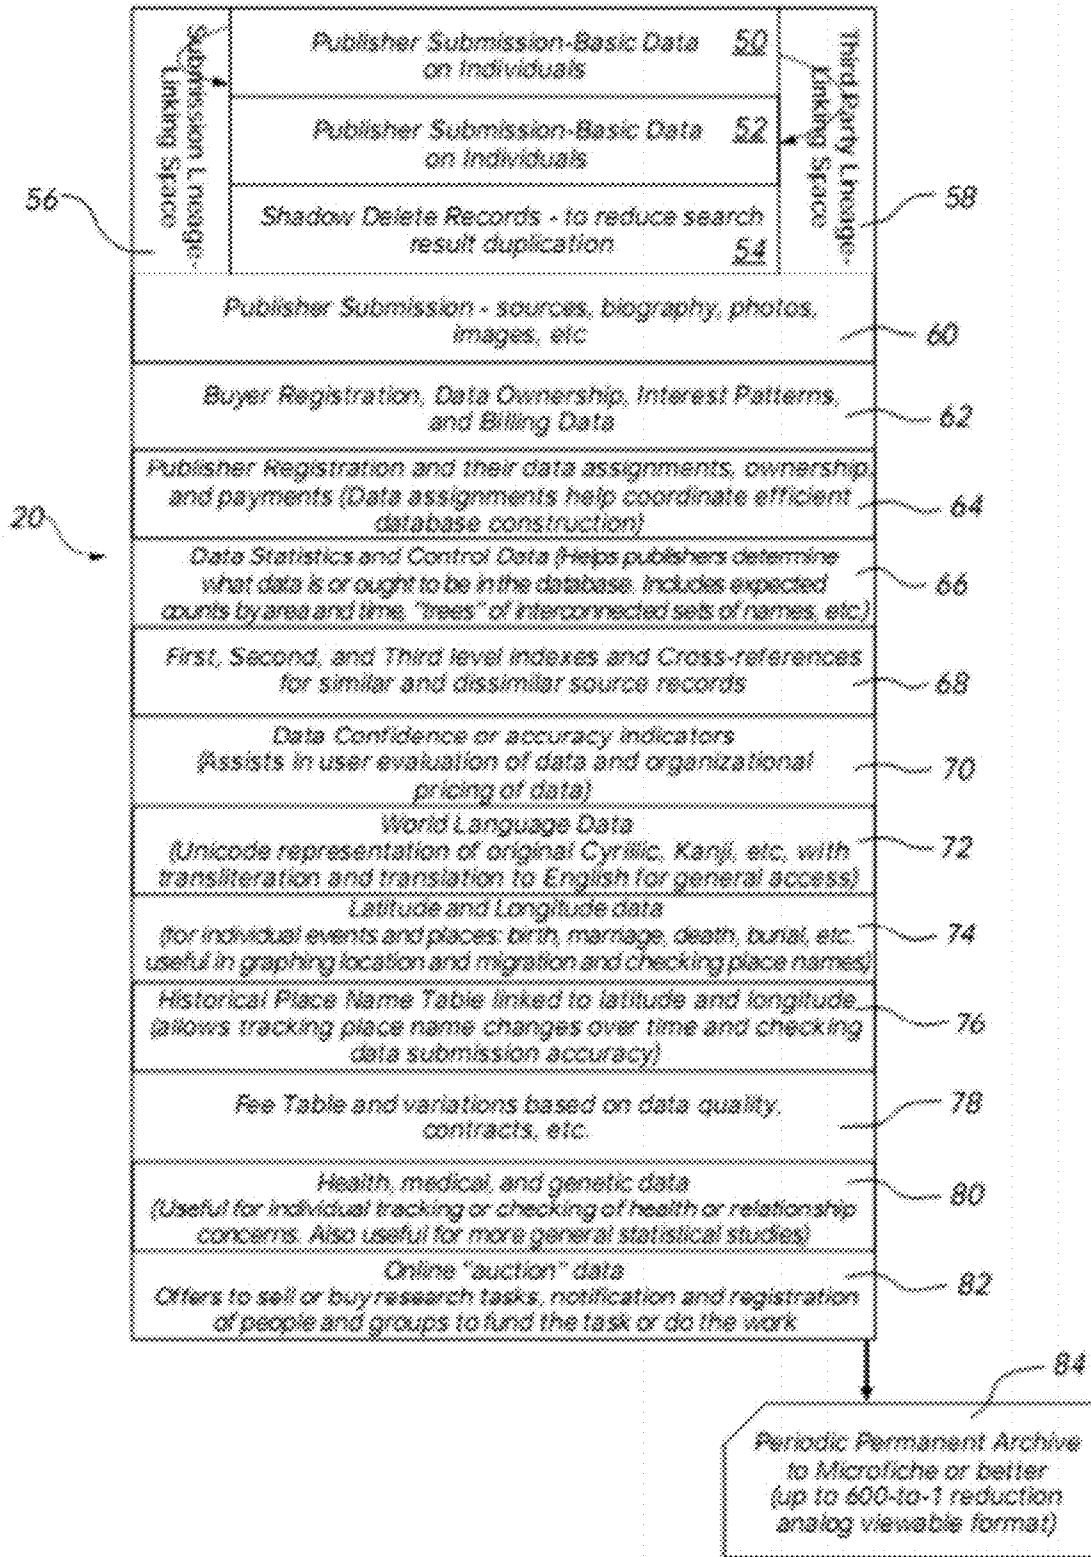 Submission Lineage-
Linking Space
Publisher Submission-Basic Data
on Individuals
50
Publisher Submission-Basic Data
on Individuals
52
Shadow Delete Records - to reduce search
result duplication
54
Third Party Lineage-
Linking Space
56
58
Publisher Submission - sources, biography, photos,
images, etc
60
Buyer Registration, Data Ownership, Interest Patterns,
and Billing Data
62
Publisher Registration and their data assignments, ownership,
and payments (Data assignments help coordinate efficient
database construction)
64
20
Data Statistics and Control Data (Helps publishers determine
what data is or ought to be in the database. Includes expected
counts by area and time, "trees" of interconnected sets of names, etc.)
66
First, Second, and Third level indexes and Cross-references
for similar and dissimilar source records
68
Data Confidence or accuracy indicators
(Assists in user evaluation of data and organizational
pricing of data)
70
World Language Data
(Unicode representation of original Cyrillic, Kanji, etc, with
transliteration and translation to English for general access)
72
Latitude and Longitude data
(for individual events and places: birth, marriage, death, burial, etc.
useful in graphing location and migration and checking place names)
74
Historical Place Name Table linked to latitude and longitude
(allows tracking place name changes over time and checking
data submission accuracy)
76
Fee Table and variations based on data quality,
contracts, etc.
78
Health, medical, and genetic data
(Useful for individual tracking or checking of health or relationship
concerns. Also useful for more general statistical studies)
80
Online "auction" data
Offers to sell or buy research tasks, notification and registration
of people and groups to fund the task or do the work
82
84
Periodic Permanent Archive
to Microfiche or better
(up to 600-to-1 reduction
analog viewable format)